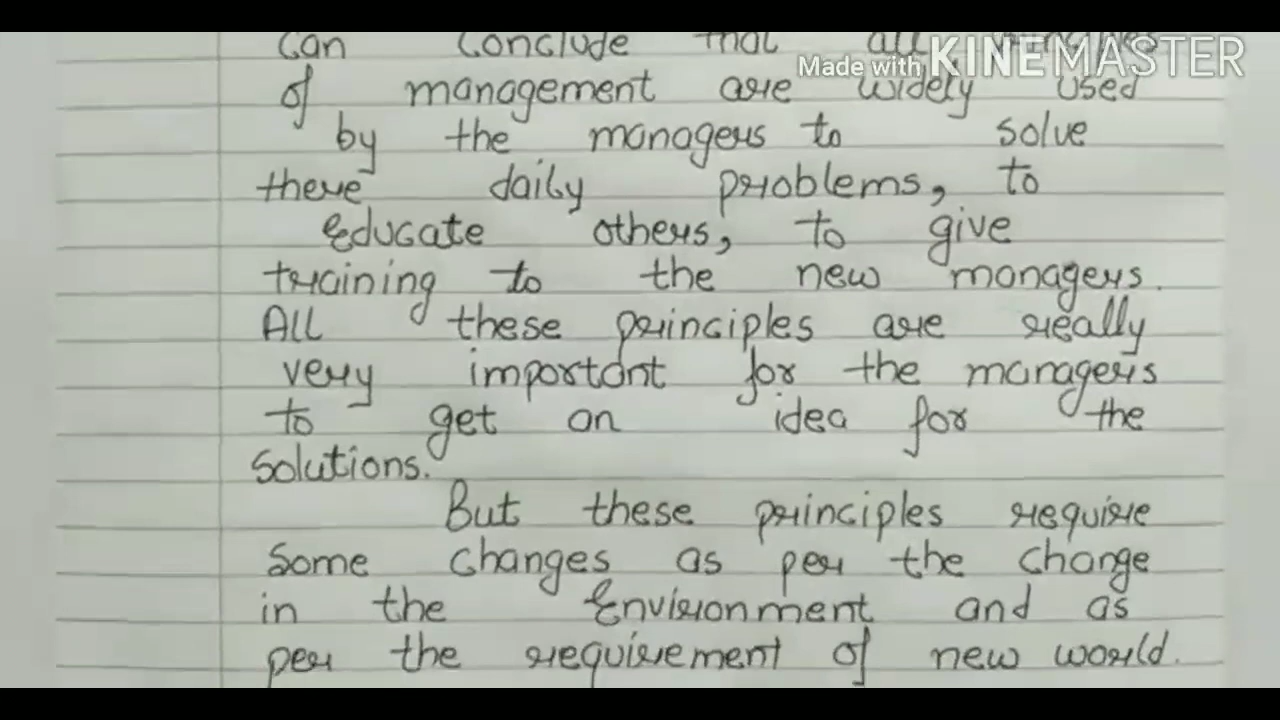 can conclude that all principles
Made with KINEMASTER
of management are widely used
by the managers to solve
there daily problems, to
Educate others, to give
training to the new managers.
All these principles are really
very important for the managers
to get an idea for the
Solutions.
But these principles require
Some changes as per the change
in the Environment and as
per the requirement of new world.